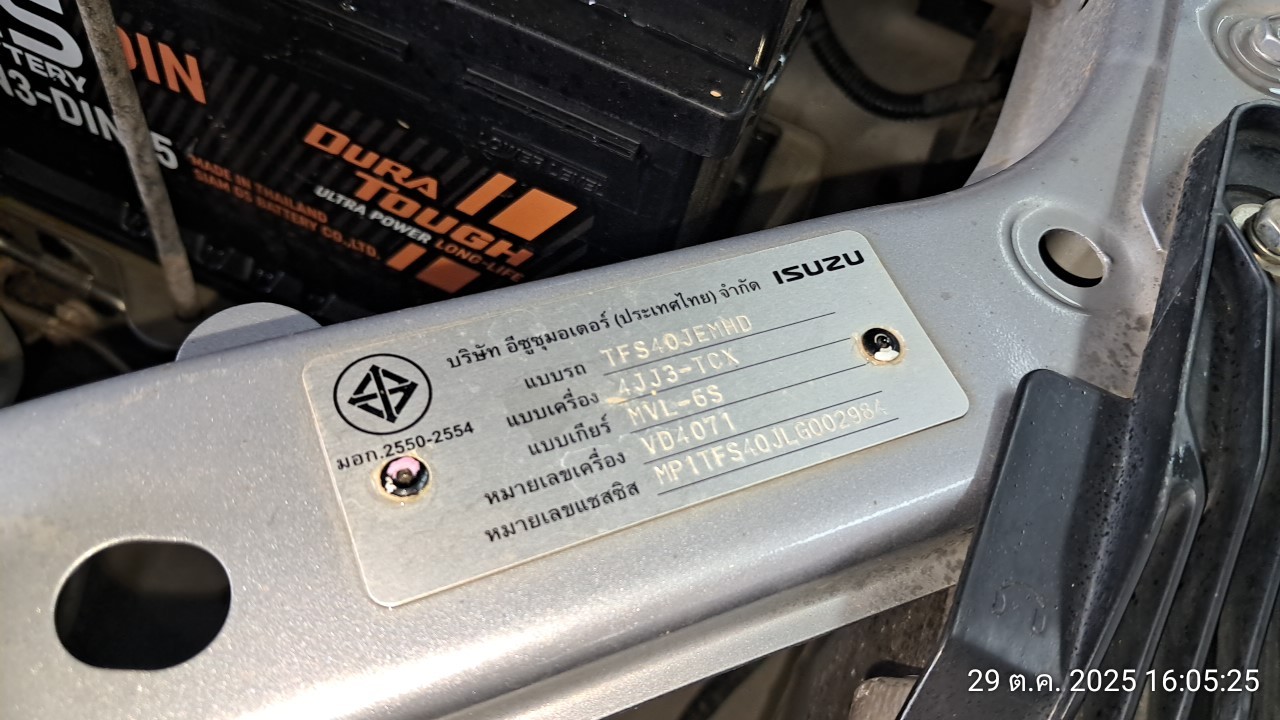 BATTERY
DIN
DURA
TOUGH
ULTRA POWER LONG-LIFE
MADE IN THAILAND
SIAM GS BATTERY CO.,LTD.
LOWER LEVEL
ISUZU
บริษัท อีซูซุมอเตอร์ (ประเทศไทย) จำกัด
แบบรถ TFS40JEMHD
แบบเครื่อง 4JJ3-TCX
แบบเกียร์ MVL-6S
หมายเลขเครื่อง VD4071
หมายเลขแชสซิส MP1TFS40JLG002984
มอก.2550-2554
29 ต.ค. 2025 16:05:25